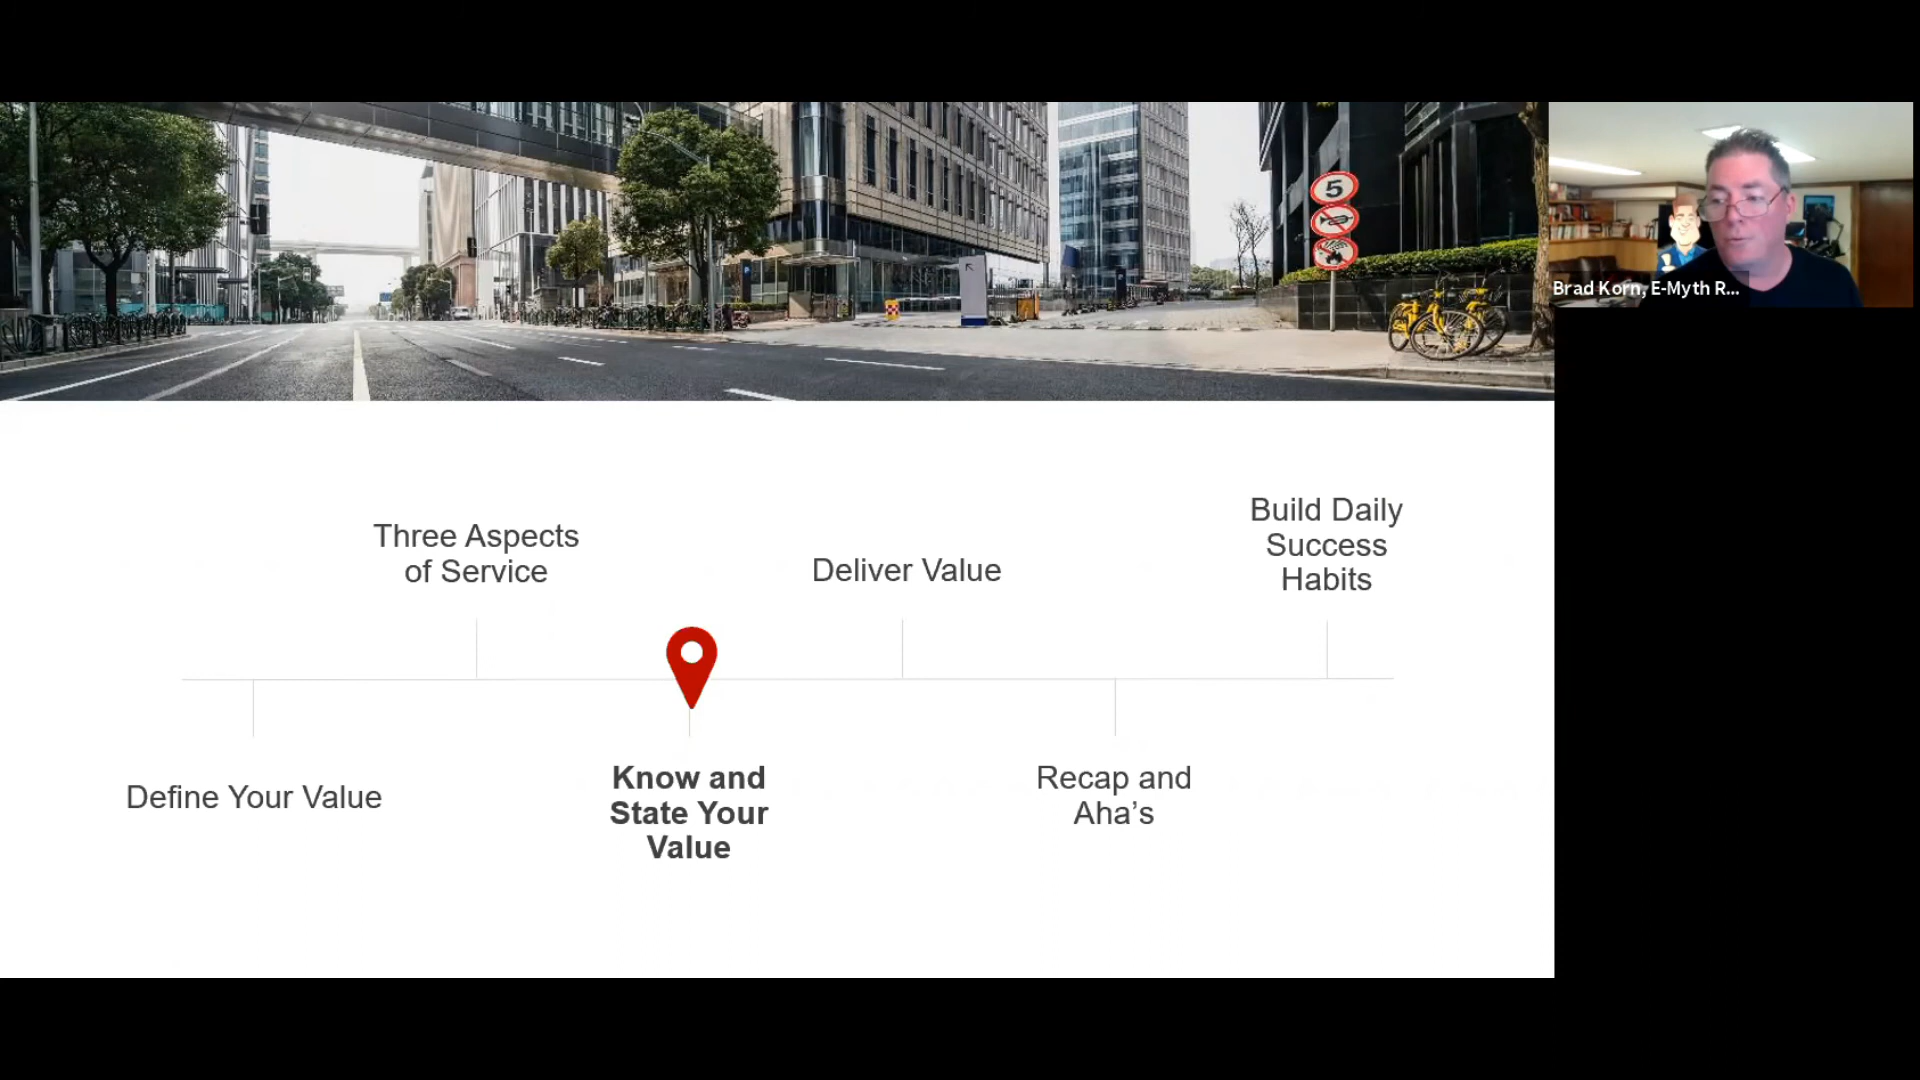 5
Brad Korn, E-Myth R...
Three Aspects
of Service
Deliver Value
Build Daily
Success
Habits
Define Your Value
Know and
State Your
Value
Recap and
Aha’s